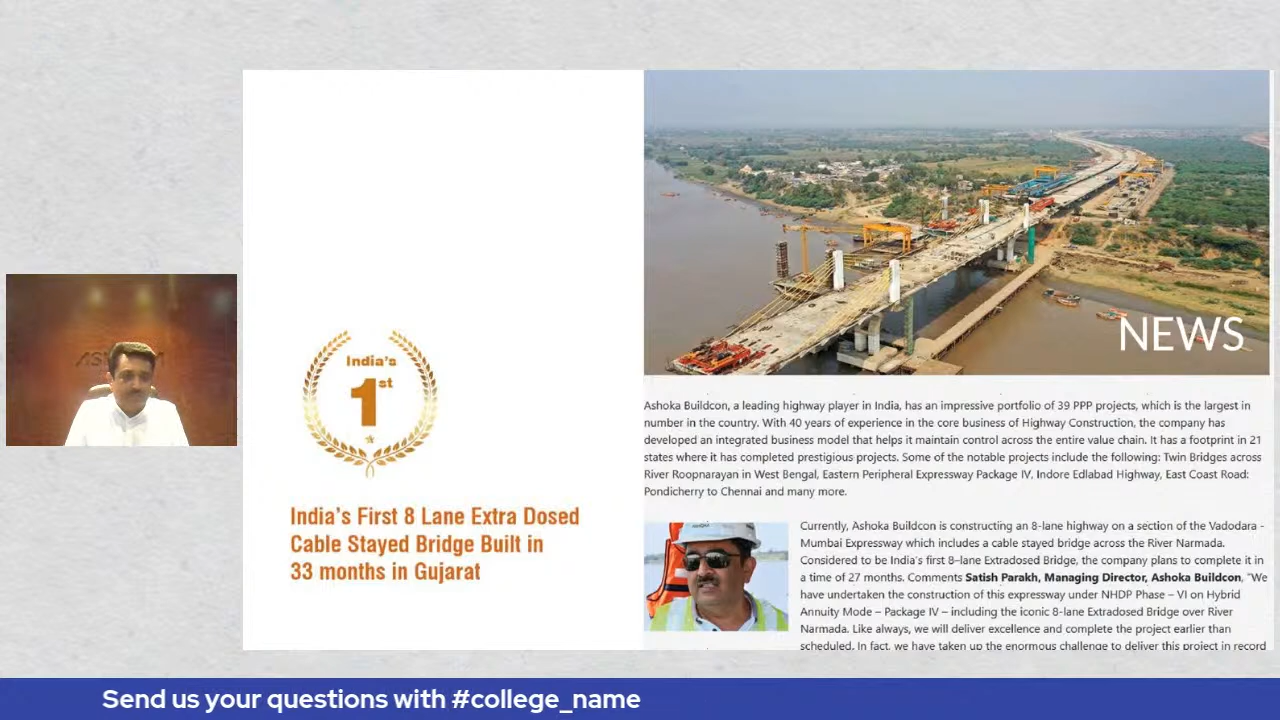 India's
1st
India's First 8 Lane Extra Dosed
Cable Stayed Bridge Built in
33 months in Gujarat
NEWS
Ashoka Buildcon, a leading highway player in India, has an impressive portfolio of 39 PPP projects, which is the largest in
number in the country. With 40 years of experience in the core business of Highway Construction, the company has
developed an integrated business model that helps it maintain control across the entire value chain. It has a footprint in 21
states where it has completed prestigious projects. Some of the notable projects include the following: Twin Bridges across
River Roopnarayan in West Bengal, Eastern Peripheral Expressway Package IV, Indore Edlabad Highway, East Coast Road:
Pondicherry to Chennai and many more.
Currently, Ashoka Buildcon is constructing an 8-lane highway on a section of the Vadodara -
Mumbai Expressway which includes a cable stayed bridge across the River Narmada.
Considered to be India's first 8–lane Extradosed Bridge, the company plans to complete it in
a time of 27 months. Comments Satish Parakh, Managing Director, Ashoka Buildcon, “We
have undertaken the construction of this expressway under NHDP Phase – VI on Hybrid
Annuity Mode – Package IV – including the iconic 8-lane Extradosed Bridge over River
Narmada. Like always, we will deliver excellence and complete the project earlier than
scheduled. In fact, we have taken up the enormous challenge to deliver this project in record
Send us your questions with #college_name